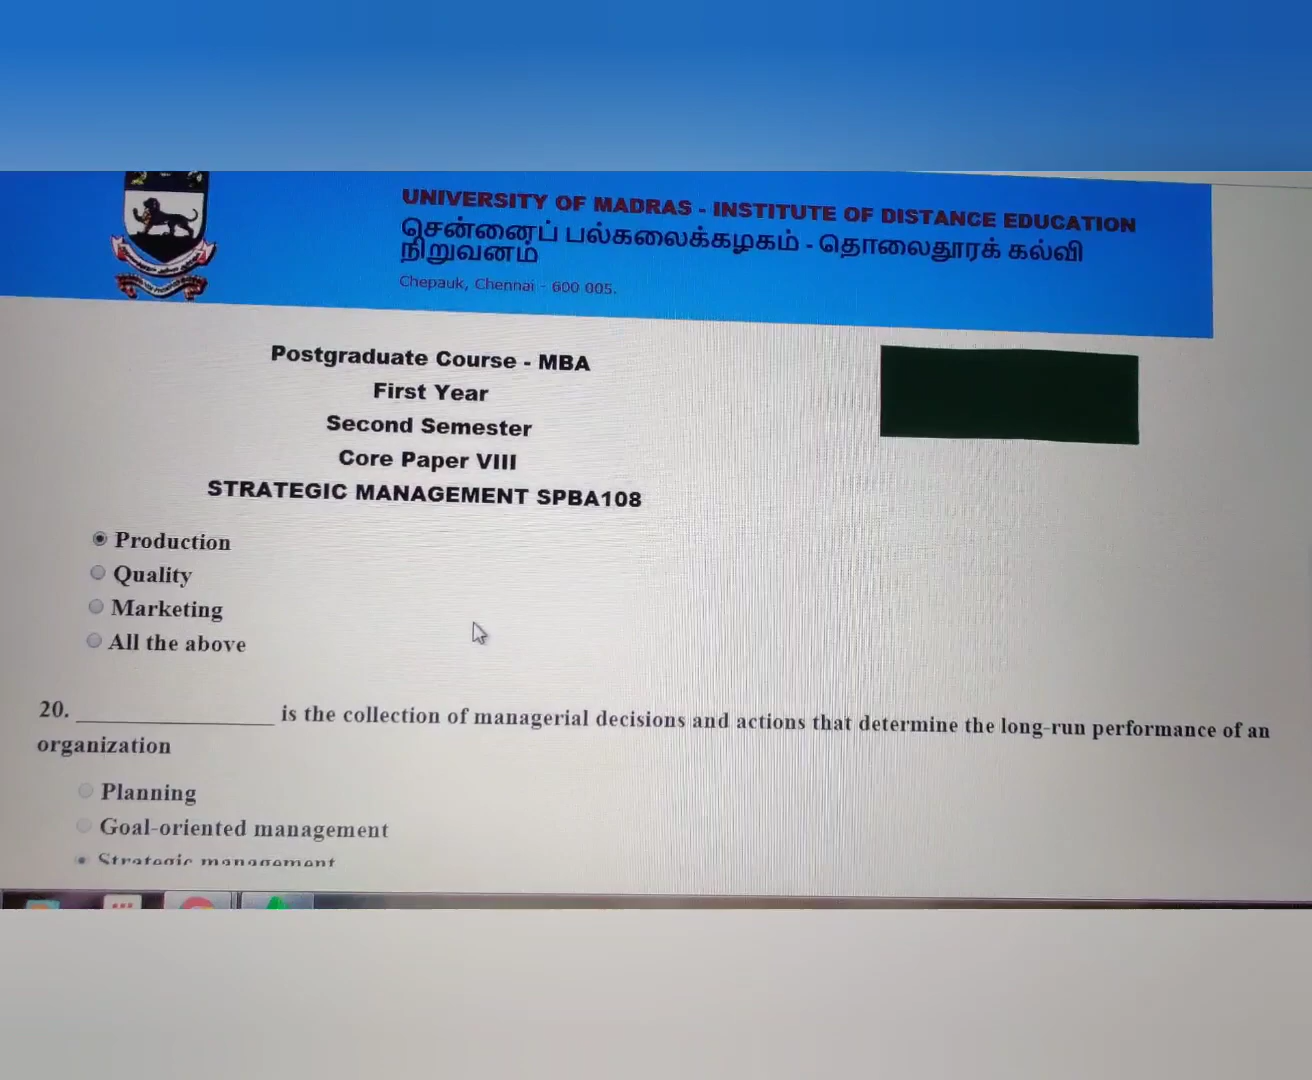 UNIVERSITY OF MADRAS - INSTITUTE OF DISTANCE EDUCATION
சென்னைப் பல்கலைக்கழகம் - தொலைதூரக் கல்வி
நிறுவனம்
Chepauk, Chennai - 600 005.
Postgraduate Course - MBA
First Year
Second Semester
Core Paper VIII
STRATEGIC MANAGEMENT SPBA108
Production
Quality
Marketing
All the above
20. ______________ is the collection of managerial decisions and actions that determine the long-run performance of an
organization
Planning
Goal-oriented management
Strategic management